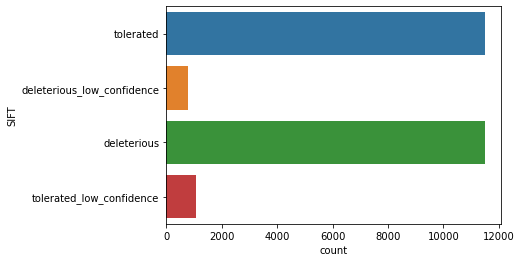 tolerated
deleterious_low_confidence
SIFT
deleterious
tolerated_low_confidence
0 2000 4000 6000 8000 10000 12000
count